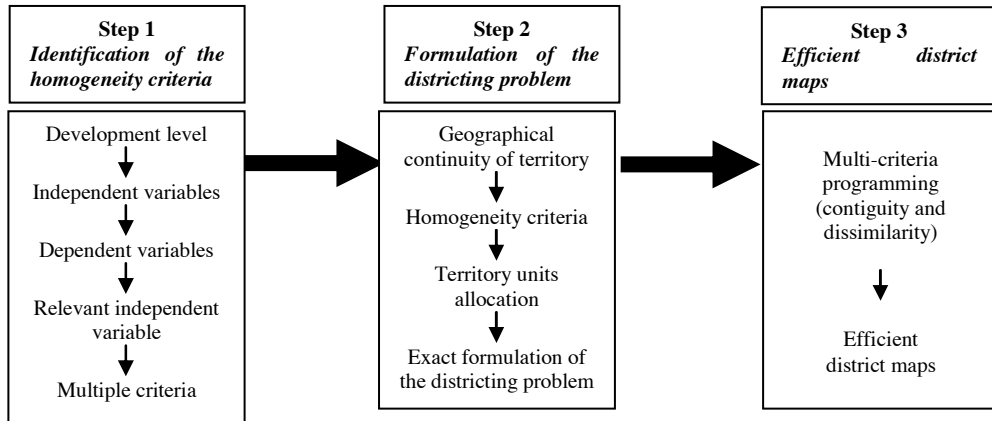 Step 1
Identification of the
homogeneity criteria
Development level
Independent variables
Dependent variables
Relevant independent
variable
Multiple criteria
Step 2
Formulation of the
districting problem
Geographical
continuity of territory
Homogeneity criteria
Territory units
allocation
Exact formulation of
the districting problem
Step 3
Efficient district
maps
Multi-criteria
programming
(contiguity and
dissimilarity)
Efficient
district maps